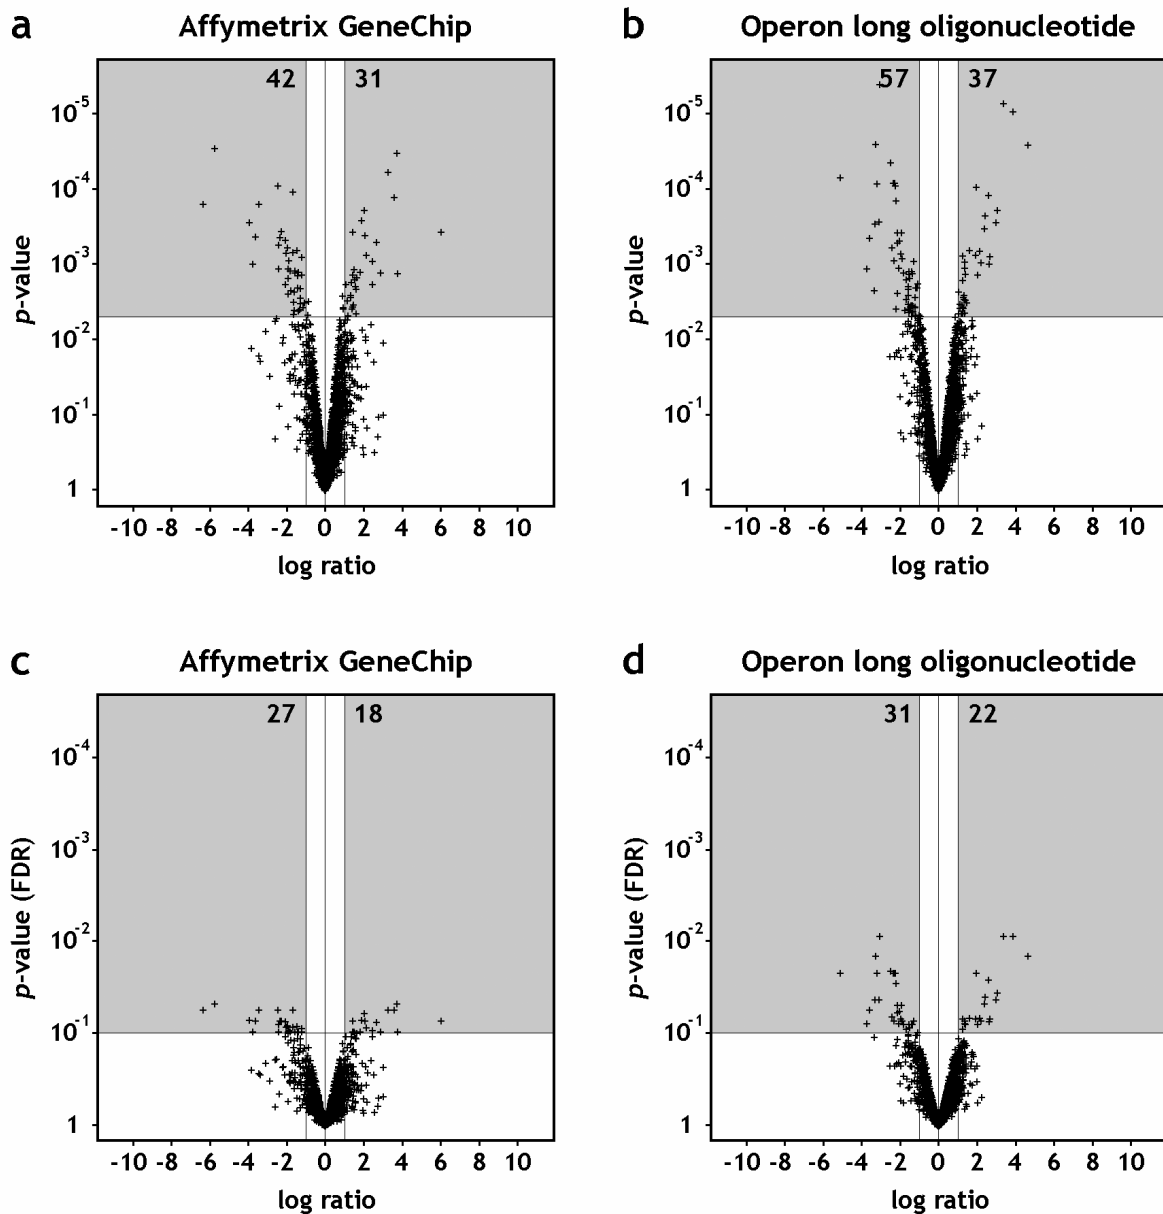 a Affymetrix GeneChip
42 31
10-5
10-4
10-3
10-2
10-1
1
p-value
-10 -8 -6 -4 -2 0 2 4 6 8 10
log ratio
b Operon long oligonucleotide
57 37
10-5
10-4
10-3
10-2
10-1
1
p-value
-10 -8 -6 -4 -2 0 2 4 6 8 10
log ratio
c Affymetrix GeneChip
27 18
10-4
10-3
10-2
10-1
1
p-value (FDR)
-10 -8 -6 -4 -2 0 2 4 6 8 10
log ratio
d Operon long oligonucleotide
31 22
10-4
10-3
10-2
10-1
1
p-value (FDR)
-10 -8 -6 -4 -2 0 2 4 6 8 10
log ratio